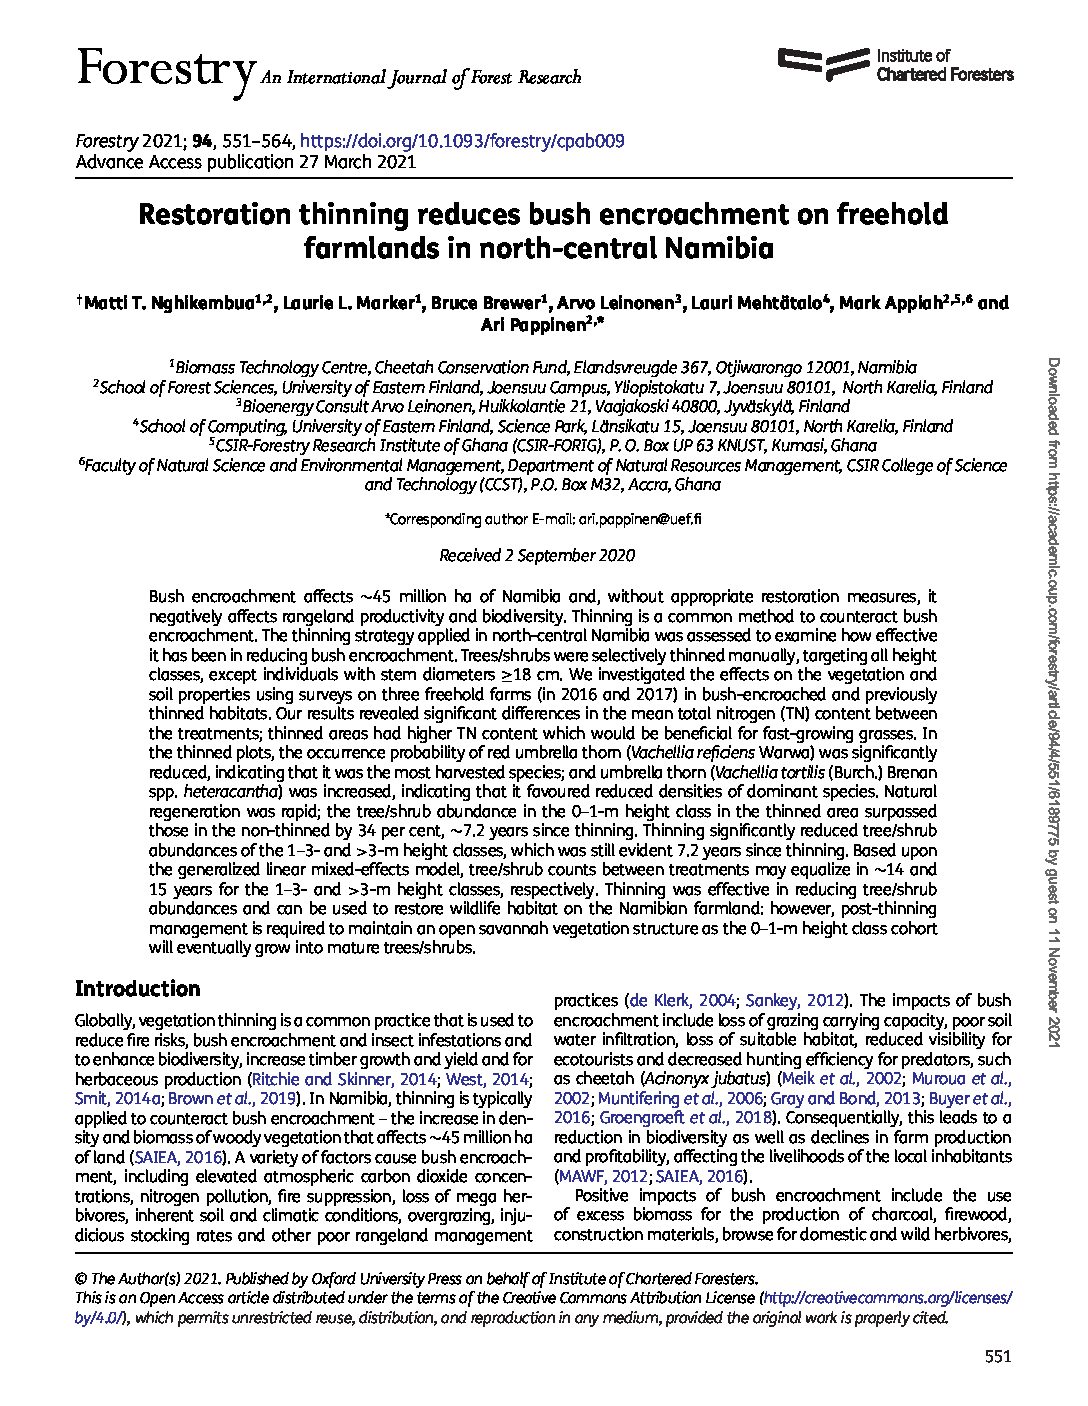 Forestry An International Journal of Forest Research
Institute of
Chartered Foresters
Forestry 2021; 94, 551–564, https://doi.org/10.1093/forestry/cpab009
Advance Access publication 27 March 2021
Restoration thinning reduces bush encroachment on freehold
farmlands in north-central Namibia
†Matti T. Nghikembua1,2, Laurie L. Marker1, Bruce Brewer1, Arvo Leinonen3, Lauri Mehtätalo4, Mark Appiah2,5,6 and
Ari Pappinen2,*
1Biomass Technology Centre, Cheetah Conservation Fund, Elandsvreugde 367, Otjiwarongo 12001, Namibia
2School of Forest Sciences, University of Eastern Finland, Joensuu Campus, Yliopistokatu 7, Joensuu 80101, North Karelia, Finland
3Bioenergy Consult Arvo Leinonen, Huikkolantie 21, Vaajakoski 40800, Jyväskylä, Finland
4School of Computing, University of Eastern Finland, Science Park, Länsikatu 15, Joensuu 80101, North Karelia, Finland
5CSIR-Forestry Research Institute of Ghana (CSIR-FORIG), P. O. Box UP 63 KNUST, Kumasi, Ghana
6Faculty of Natural Science and Environmental Management, Department of Natural Resources Management, CSIR College of Science
and Technology (CCST), P.O. Box M32, Accra, Ghana
*Corresponding author E-mail: ari.pappinen@uef.fi
Received 2 September 2020
Bush encroachment affects ~45 million ha of Namibia and, without appropriate restoration measures, it
negatively affects rangeland productivity and biodiversity. Thinning is a common method to counteract bush
encroachment. The thinning strategy applied in north-central Namibia was assessed to examine how effective
it has been in reducing bush encroachment. Trees/shrubs were selectively thinned manually, targeting all height
classes, except individuals with stem diameters ≥18 cm. We investigated the effects on the vegetation and
soil properties using surveys on three freehold farms (in 2016 and 2017) in bush-encroached and previously
thinned habitats. Our results revealed significant differences in the mean total nitrogen (TN) content between
the treatments; thinned areas had higher TN content which would be beneficial for fast-growing grasses. In
the thinned plots, the occurrence probability of red umbrella thorn (Vachellia reficiens Warwa) was significantly
reduced, indicating that it was the most harvested species; and umbrella thorn (Vachellia tortilis (Burch.) Brenan
spp. heteracantha) was increased, indicating that it favoured reduced densities of dominant species. Natural
regeneration was rapid; the tree/shrub abundance in the 0–1-m height class in the thinned area surpassed
those in the non-thinned by 34 per cent, ~7.2 years since thinning. Thinning significantly reduced tree/shrub
abundances of the 1–3- and >3-m height classes, which was still evident 7.2 years since thinning. Based upon
the generalized linear mixed-effects model, tree/shrub counts between treatments may equalize in ~14 and
15 years for the 1–3- and >3-m height classes, respectively. Thinning was effective in reducing tree/shrub
abundances and can be used to restore wildlife habitat on the Namibian farmland: however, post-thinning
management is required to maintain an open savannah vegetation structure as the 0–1-m height class cohort
will eventually grow into mature trees/shrubs.
Introduction
Globally, vegetation thinning is a common practice that is used to
reduce fire risks, bush encroachment and insect infestations and
to enhance biodiversity, increase timber growth and yield and for
herbaceous production (Ritchie and Skinner, 2014; West, 2014;
Smit, 2014a; Brown et al., 2019). In Namibia, thinning is typically
applied to counteract bush encroachment – the increase in den-
sity and biomass of woody vegetation that affects ~45 million ha
of land (SAIEA, 2016). A variety of factors cause bush encroach-
ment, including elevated atmospheric carbon dioxide concen-
trations, nitrogen pollution, fire suppression, loss of mega her-
bivores, inherent soil and climatic conditions, overgrazing, inju-
dicious stocking rates and other poor rangeland management
practices (de Klerk, 2004; Sankey, 2012). The impacts of bush
encroachment include loss of grazing carrying capacity, poor soil
water infiltration, loss of suitable habitat, reduced visibility for
ecotourists and decreased hunting efficiency for predators, such
as cheetah (Acinonyx jubatus) (Meik et al., 2002; Muroua et al.,
2002; Muntifering et al., 2006; Gray and Bond, 2013; Buyer et al.,
2016; Groengroeft et al., 2018). Consequentially, this leads to a
reduction in biodiversity as well as declines in farm production
and profitability, affecting the livelihoods of the local inhabitants
(MAWF, 2012; SAIEA, 2016).
Positive impacts of bush encroachment include the use
of excess biomass for the production of charcoal, firewood,
construction materials, browse for domestic and wild herbivores,
© The Author(s) 2021. Published by Oxford University Press on behalf of Institute of Chartered Foresters.
This is an Open Access article distributed under the terms of the Creative Commons Attribution License (http://creativecommons.org/licenses/
by/4.0/), which permits unrestricted reuse, distribution, and reproduction in any medium, provided the original work is properly cited.
551
Downloaded from https://academic.oup.com/forestry/article/94/4/551/6189775 by guest on 11 November 2021